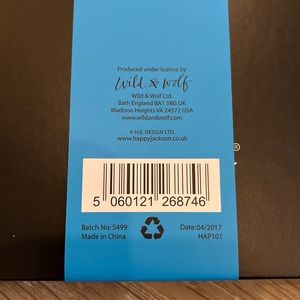 Produced under licence by
Wild & Wolf
Wild & Wolf Ltd.
Bath England BA1 5BG UK
Madison Heights VA 24572 USA
www.wildandwolf.com
© HJL DESIGN LTD
www.happyjackson.co.uk
®
5 060121 268746
Batch No: 5499 Date:04/2017
Made in China HAP101